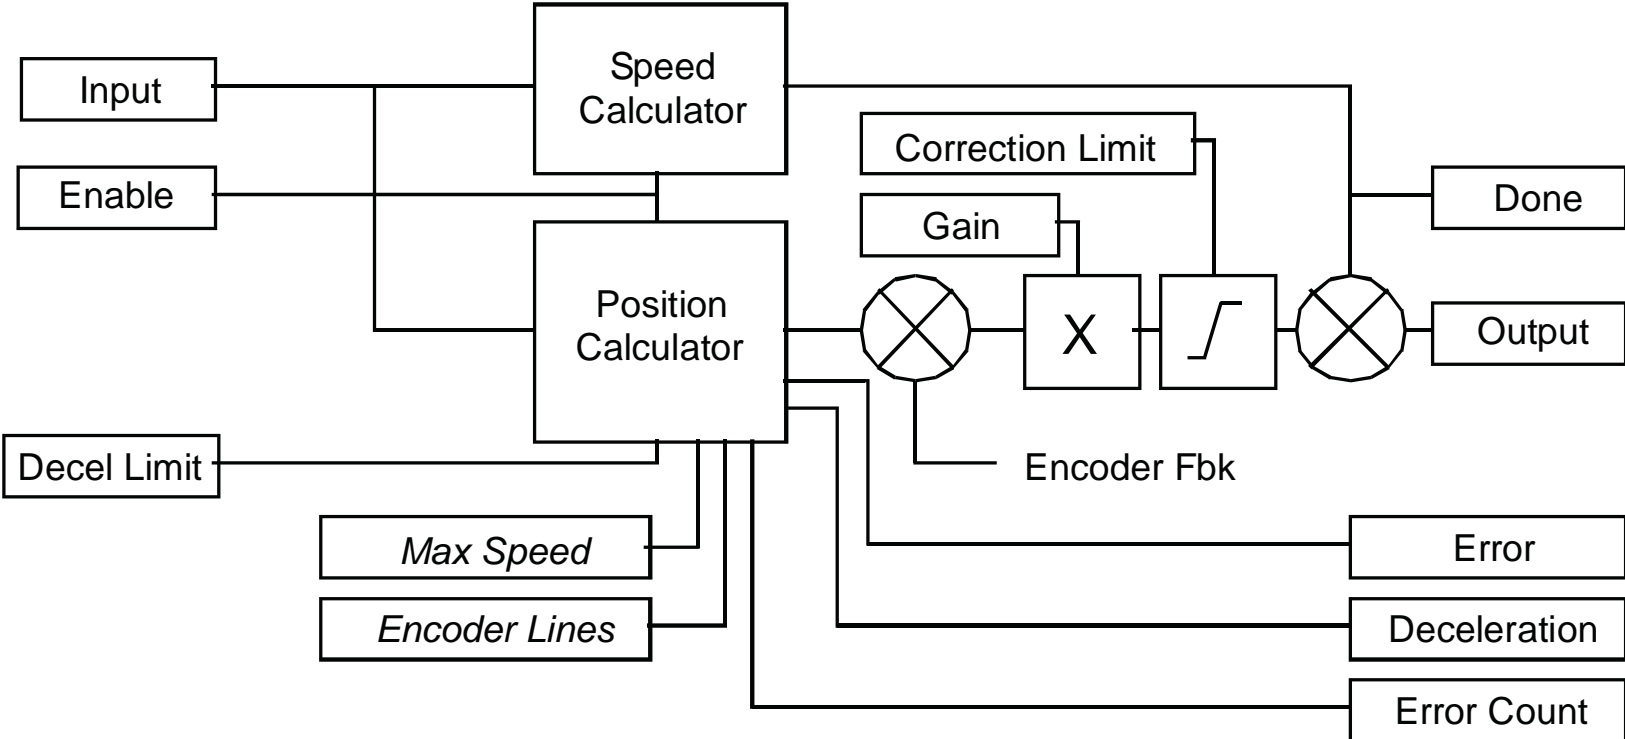 Speed
Calculator
Input
Correction Limit
Enable
Done
Gain
Position
Calculator
X
Output
Decel Limit
Encoder Fbk
Max Speed
Error
Encoder Lines
Deceleration
Error Count